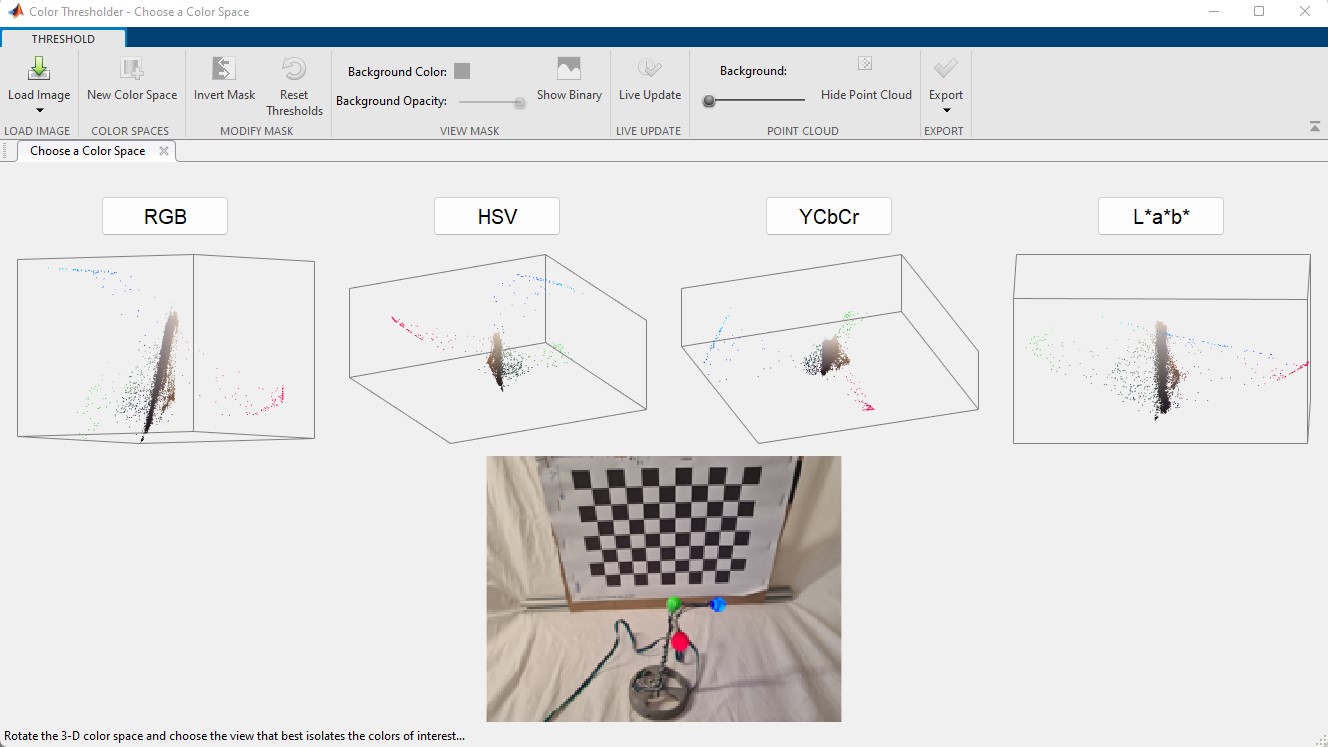 Color Thresholder - Choose a Color Space
THRESHOLD
Load Image
New Color Space
Invert Mask
Reset
Thresholds
Background Color:
Background Opacity:
Show Binary
Live Update
Background:
Hide Point Cloud
Export
LOAD IMAGE
COLOR SPACES
MODIFY MASK
VIEW MASK
LIVE UPDATE
POINT CLOUD
EXPORT
Choose a Color Space
RGB
HSV
YCbCr
L*a*b*
Rotate the 3-D color space and choose the view that best isolates the colors of interest...